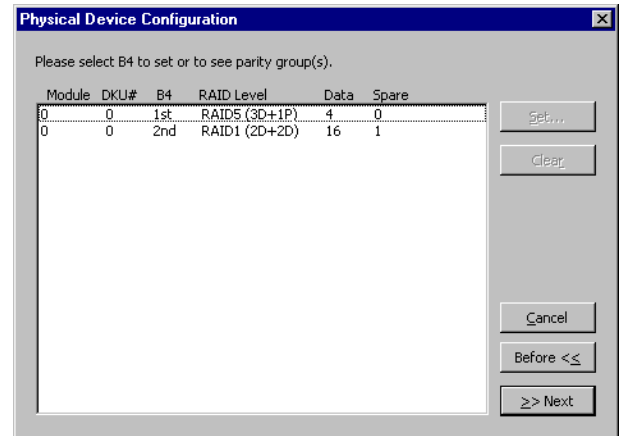 Physical Device Configuration
Please select B4 to set or to see parity group(s).
Module DKU# B4 RAID Level Data Spare
0 0 1st RAID5 (3D+1P) 4 0
0 0 2nd RAID1 (2D+2D) 16 1
Set...
Clear
Cancel
Before <<
>> Next